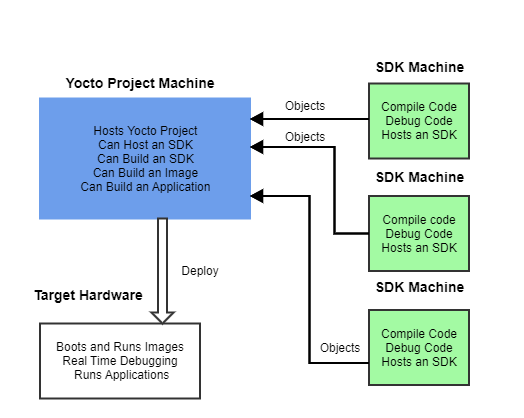 Yocto Project Machine
Hosts Yocto Project
Can Host an SDK
Can Build an SDK
Can Build an Image
Can Build an Application
Objects
Objects
Objects
SDK Machine
Compile Code
Debug Code
Hosts an SDK
SDK Machine
Compile code
Debug Code
Hosts an SDK
SDK Machine
Compile Code
Debug Code
Hosts an SDK
Deploy
Target Hardware
Boots and Runs Images
Real Time Debugging
Runs Applications